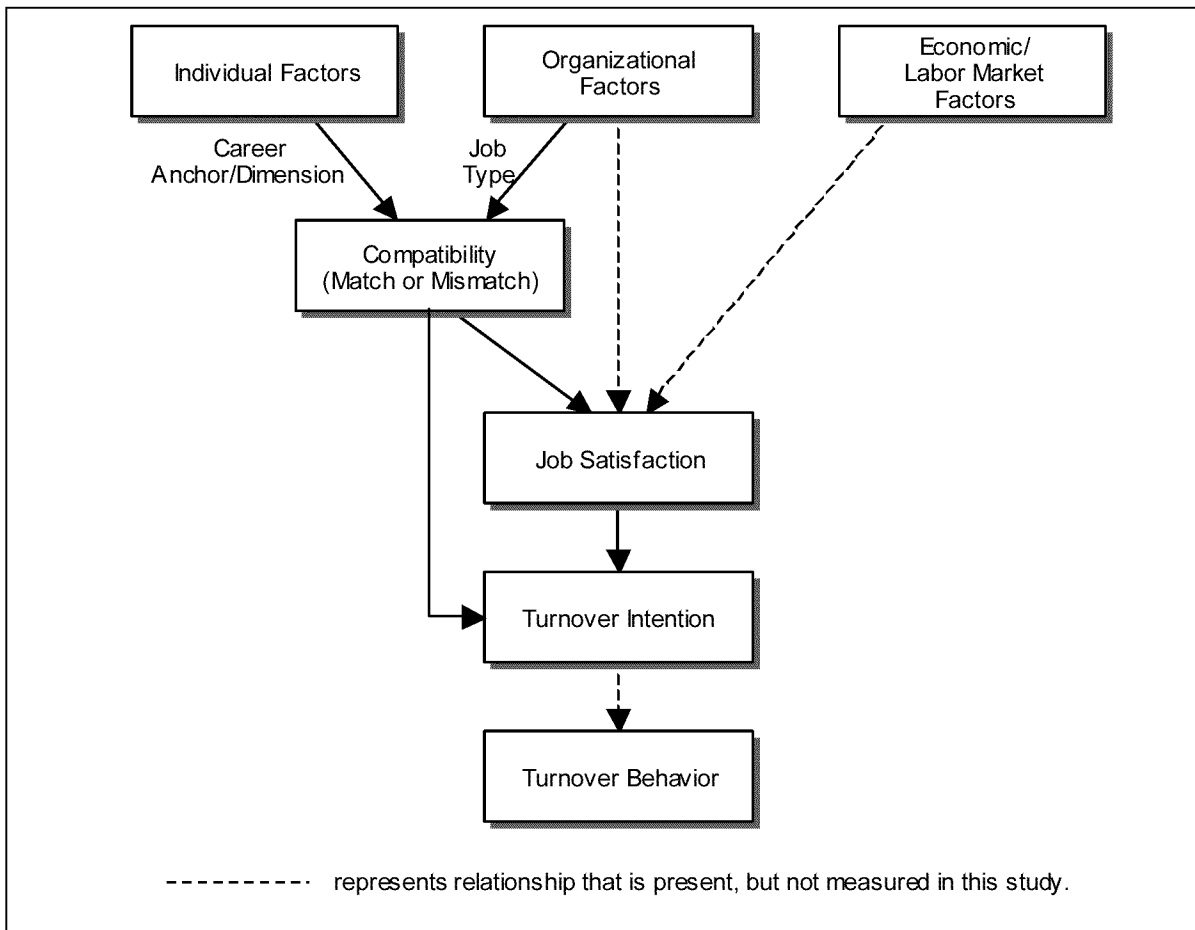 Individual Factors
Organizational
Factors
Economic/
Labor Market
Factors
Career
Anchor/Dimension
Job
Type
Compatibility
(Match or Mismatch)
Job Satisfaction
Turnover Intention
Turnover Behavior
represents relationship that is present, but not measured in this study.